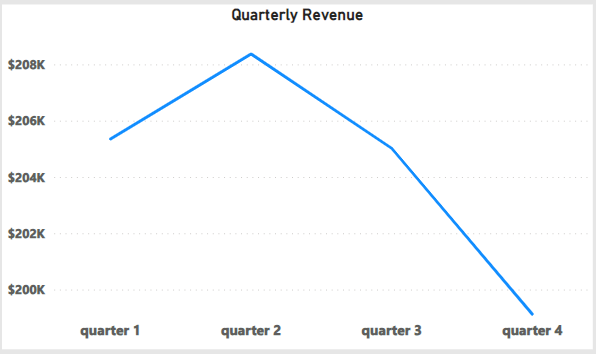 Quarterly Revenue
$208K
$206K
$204K
$202K
$200K
quarter 1 quarter 2 quarter 3 quarter 4